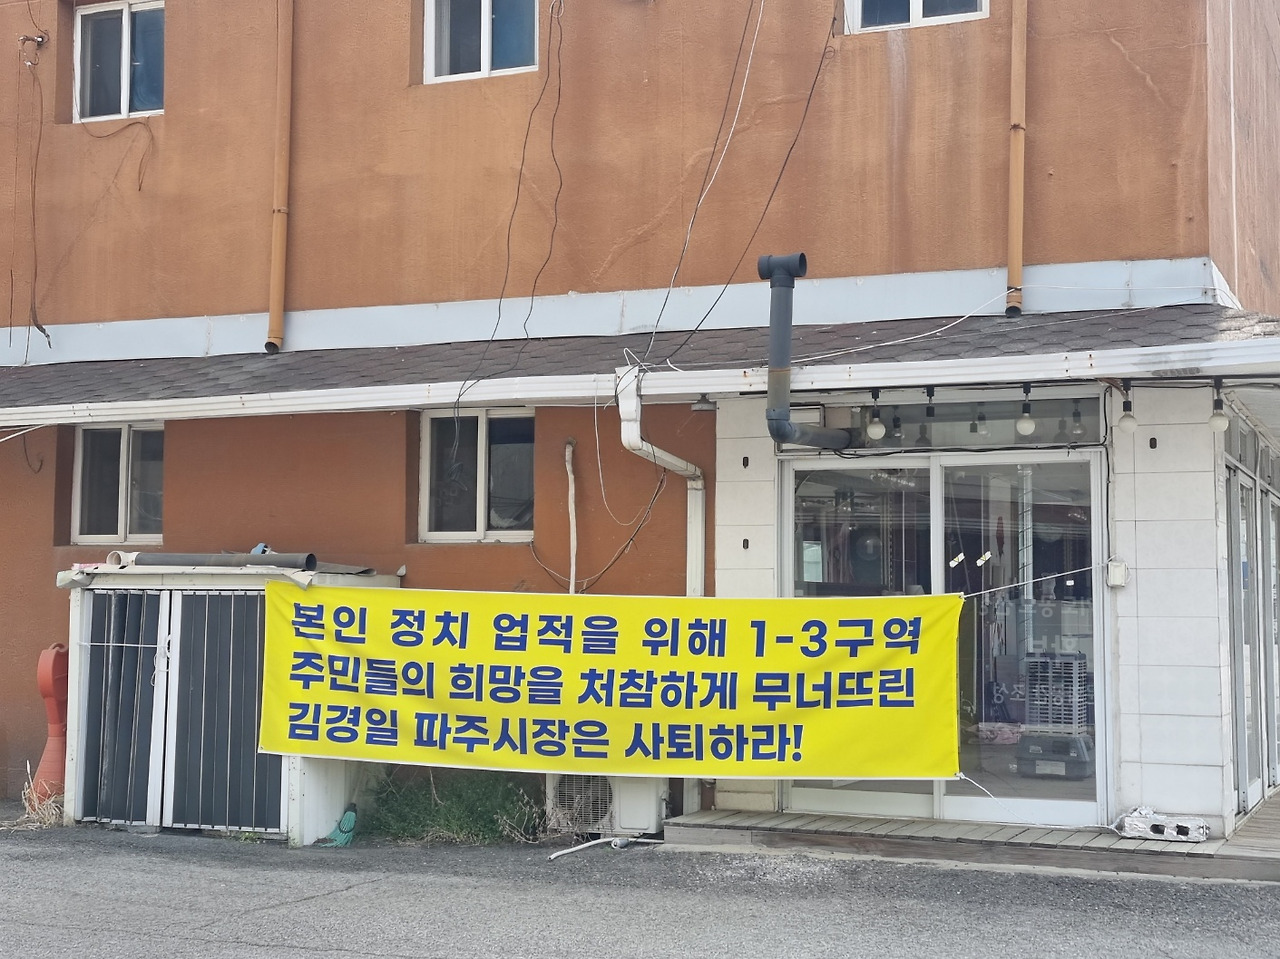 본인 정치 업적을 위해 1-3구역
주민들의 희망을 처참하게 무너뜨린
김경일 파주시장은 사퇴하라!